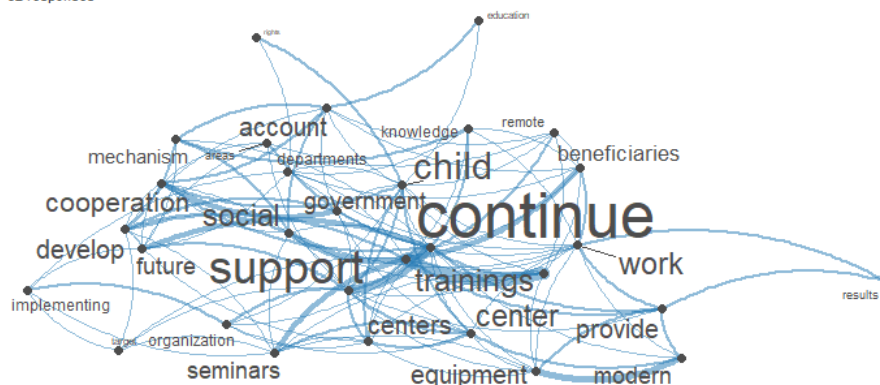 education
rights
account
knowledge
remote
mechanism
areas
departments
child
beneficiaries
cooperation
social
government
continue
develop
future
support
trainings
work
implementing
results
target
organization
centers
center
provide
seminars
equipment
modern